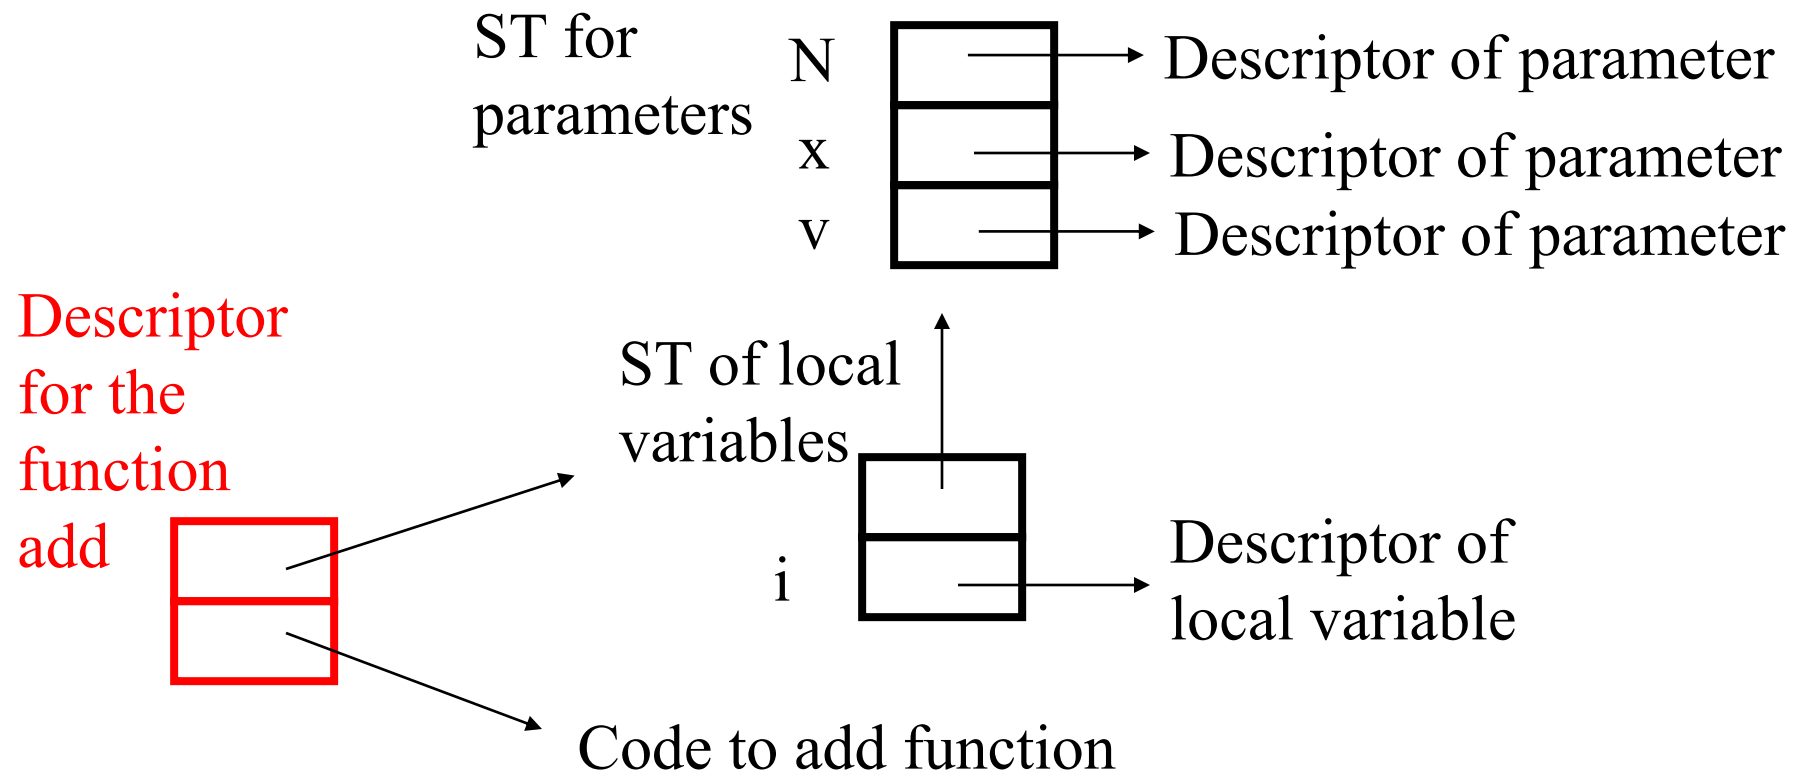 ST for
parameters
N
Descriptor of parameter
x
Descriptor of parameter
v
Descriptor of parameter
Descriptor
for the
function
add
ST of local
variables
i
Descriptor of
local variable
Code to add function